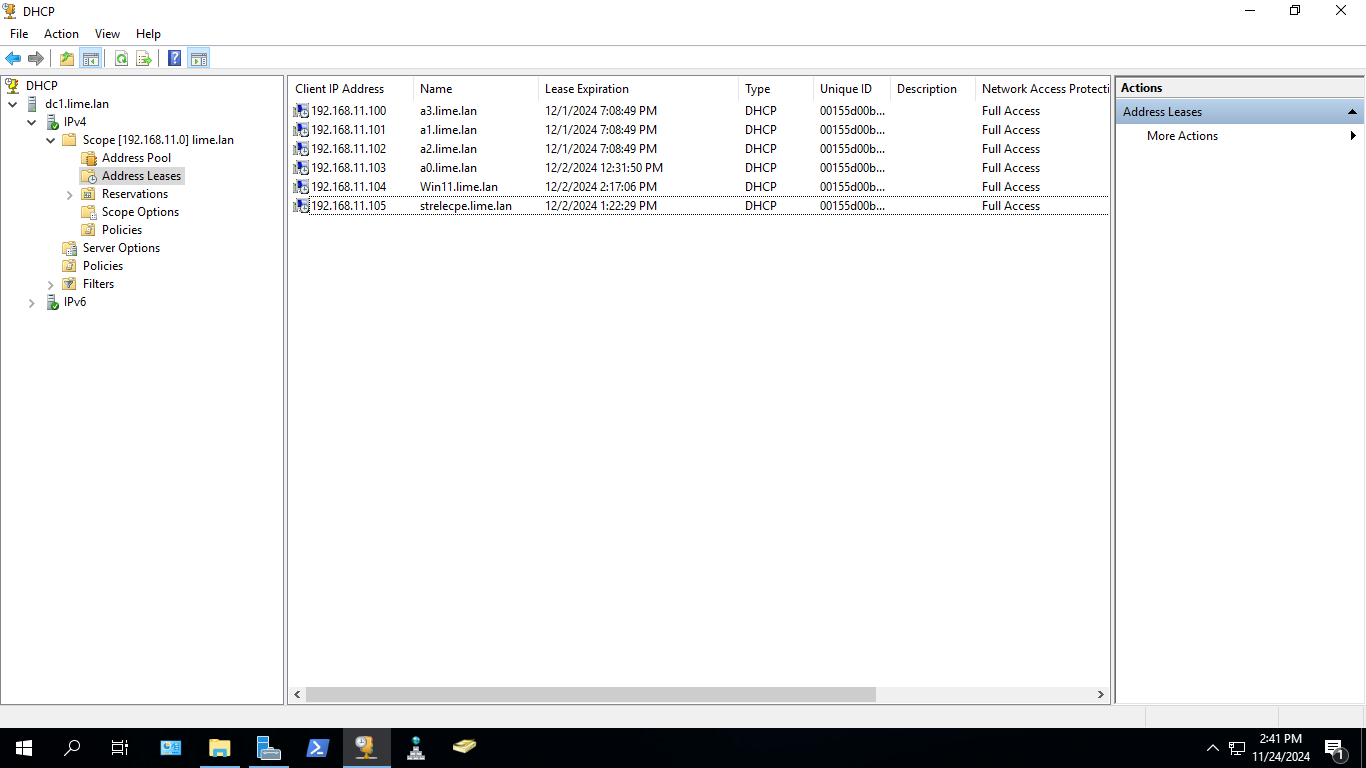 DHCP
File Action View Help
DHCP
dc1.lime.lan
IPv4
Scope [192.168.11.0] lime.lan
Address Pool
Address Leases
Reservations
Scope Options
Policies
Server Options
Policies
Filters
IPv6
Client IP Address Name Lease Expiration Type Unique ID Description Network Access Protecti
192.168.11.100 a3.lime.lan 12/1/2024 7:08:49 PM DHCP 00155d00b... Full Access
192.168.11.101 a1.lime.lan 12/1/2024 7:08:49 PM DHCP 00155d00b... Full Access
192.168.11.102 a2.lime.lan 12/1/2024 7:08:49 PM DHCP 00155d00b... Full Access
192.168.11.103 a0.lime.lan 12/2/2024 12:31:50 PM DHCP 00155d00b... Full Access
192.168.11.104 Win11.lime.lan 12/2/2024 2:17:06 PM DHCP 00155d00b... Full Access
192.168.11.105 strelecpe.lime.lan 12/2/2024 1:22:29 PM DHCP 00155d00b... Full Access
Actions
Address Leases
More Actions
2:41 PM
11/24/2024
1